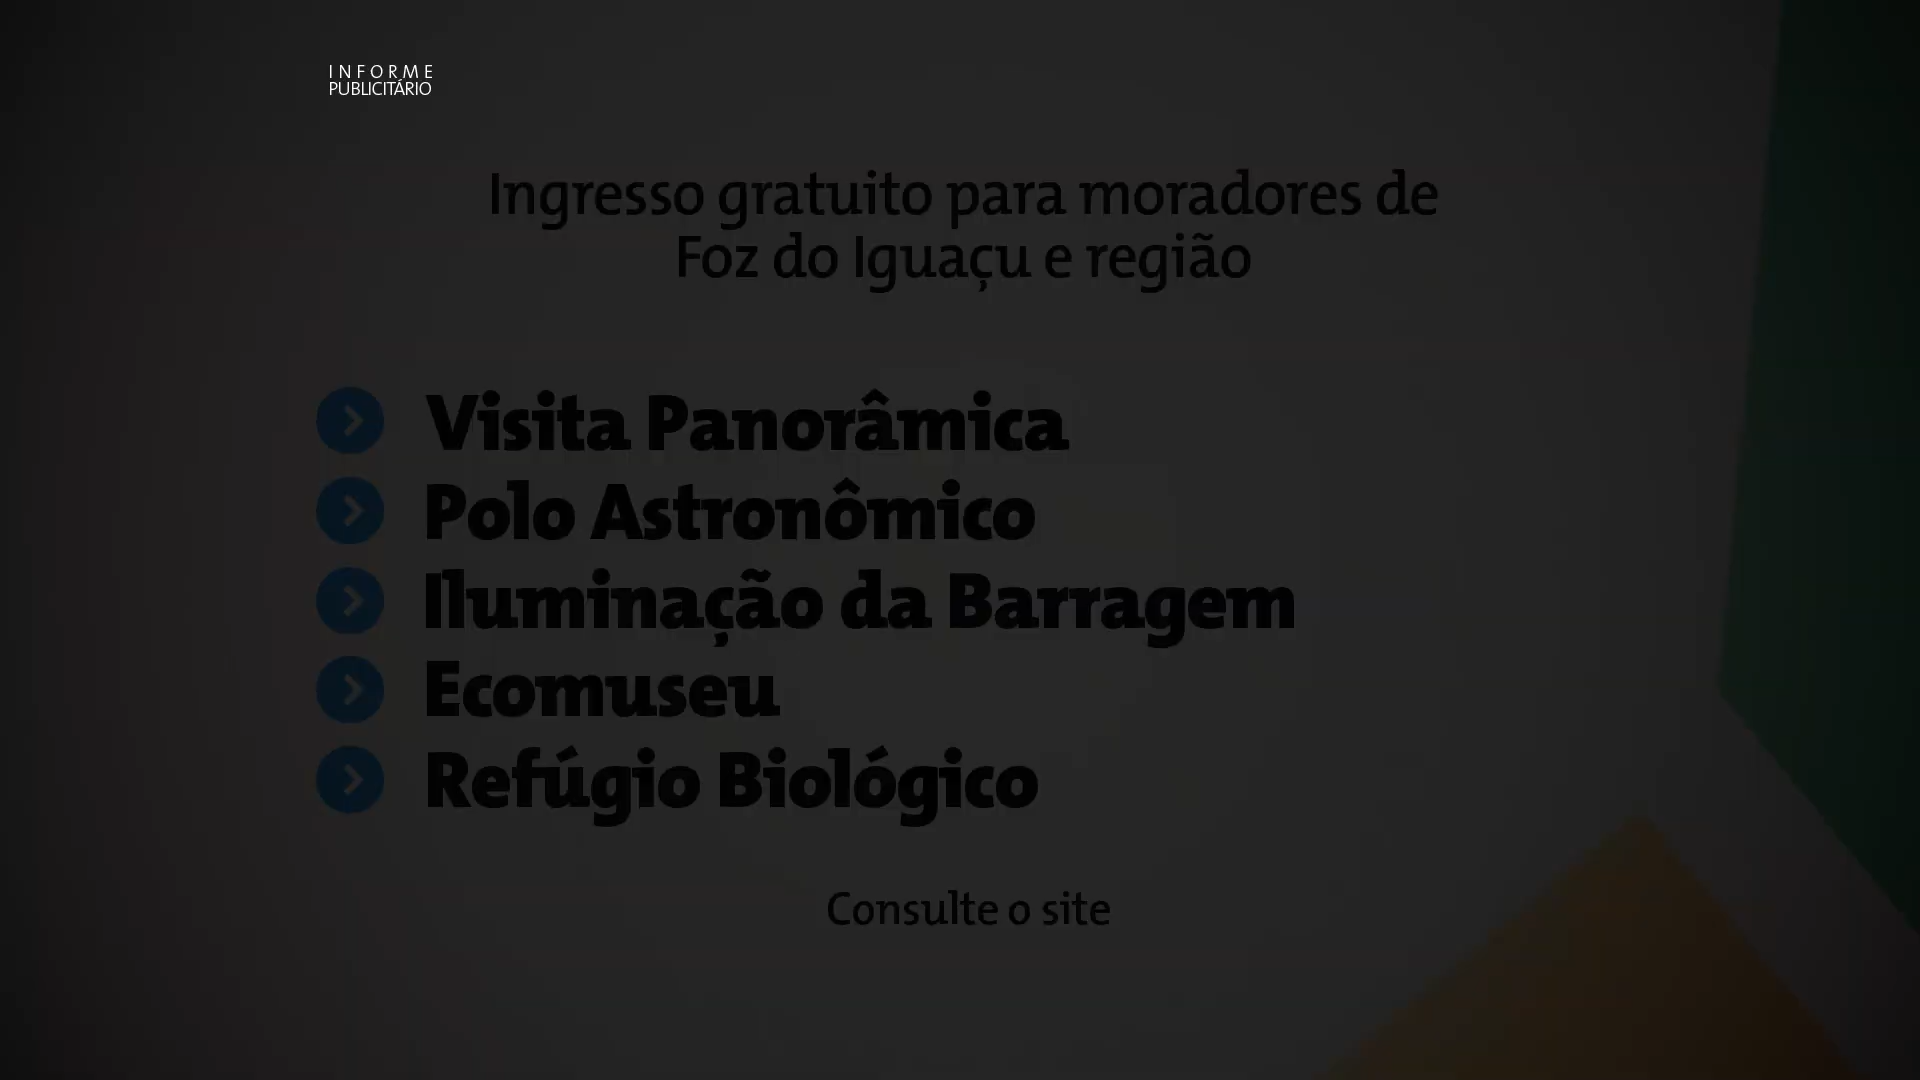 INFORME
PUBLICITÁRIO
Ingresso gratuito para moradores de
Foz do Iguaçu e região
Visita Panorâmica
Polo Astronômico
Iluminação da Barragem
Ecomuseu
Refúgio Biológico
Consulte o site